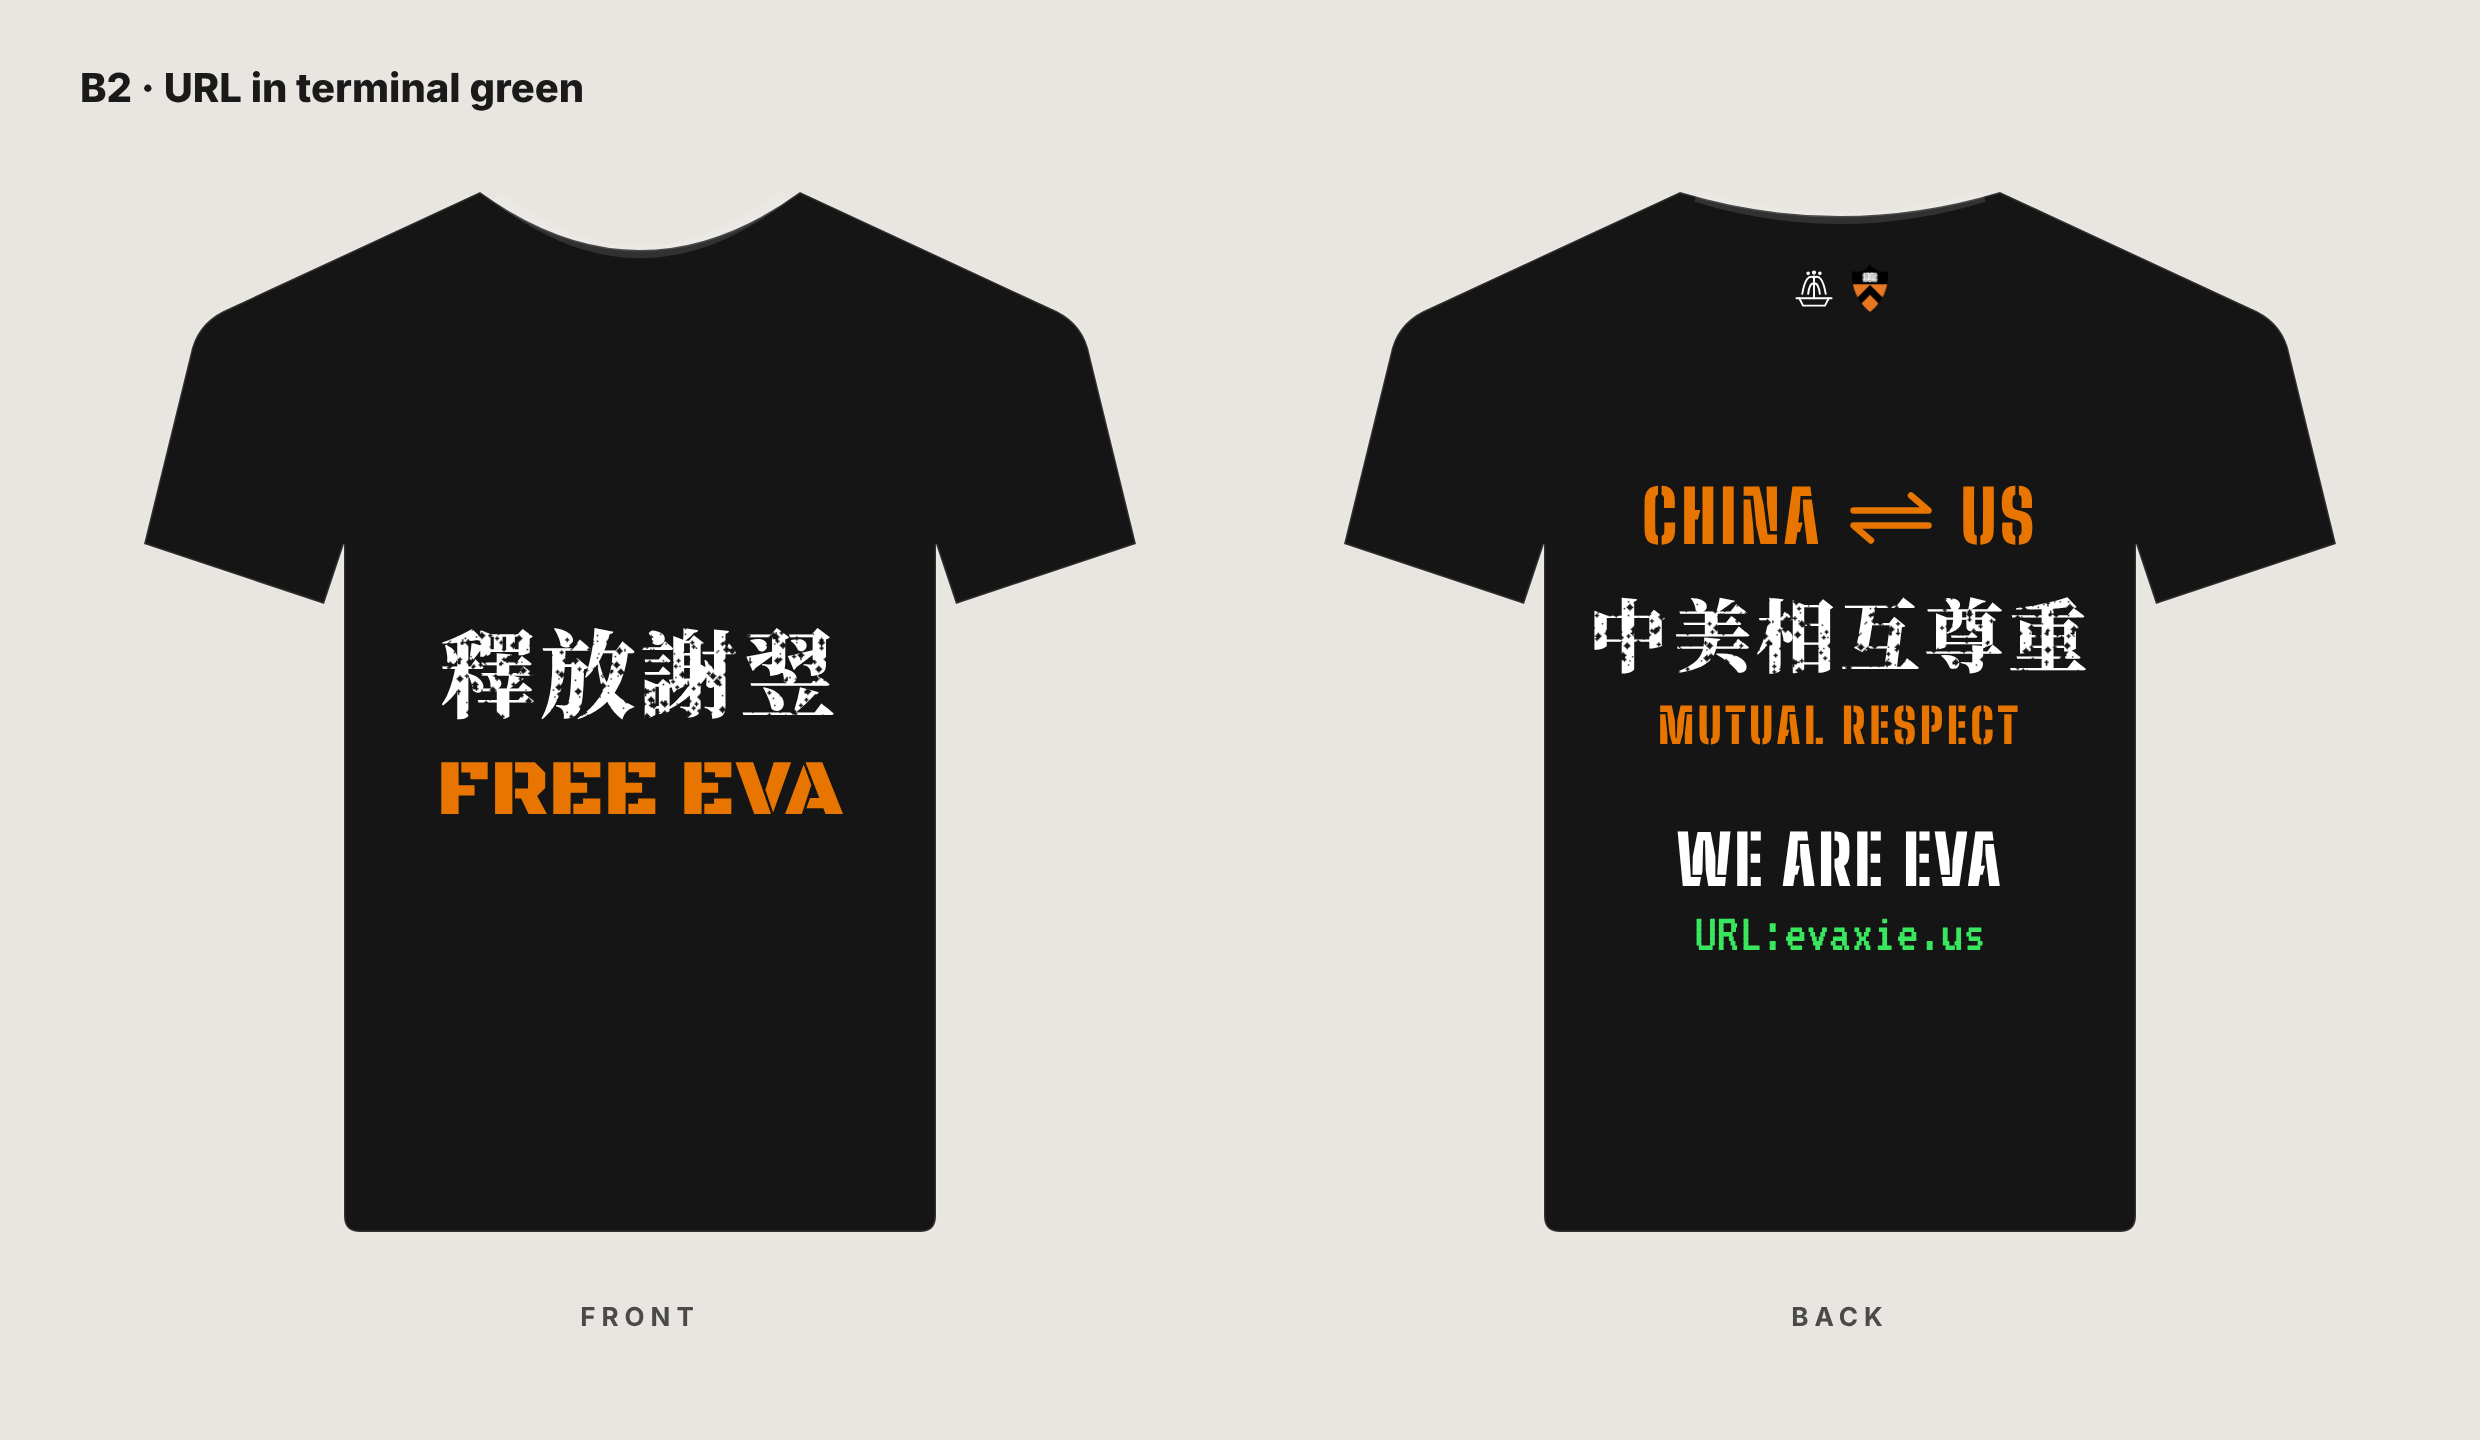 B2 · URL in terminal green
釋放謝翌
FREE EVA
FRONT
CHINA ⇌ US
中美相互尊重
MUTUAL RESPECT
WE ARE EVA
URL:evaxie.us
BACK